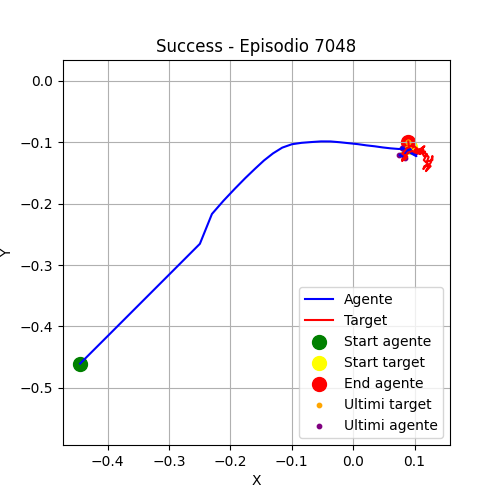 Success - Episodio 7048
Y
0.0
−0.1
−0.2
−0.3
−0.4
−0.5
Agente
Target
Start agente
Start target
End agente
Ultimi target
Ultimi agente
−0.4 −0.3 −0.2 −0.1 0.0 0.1
X